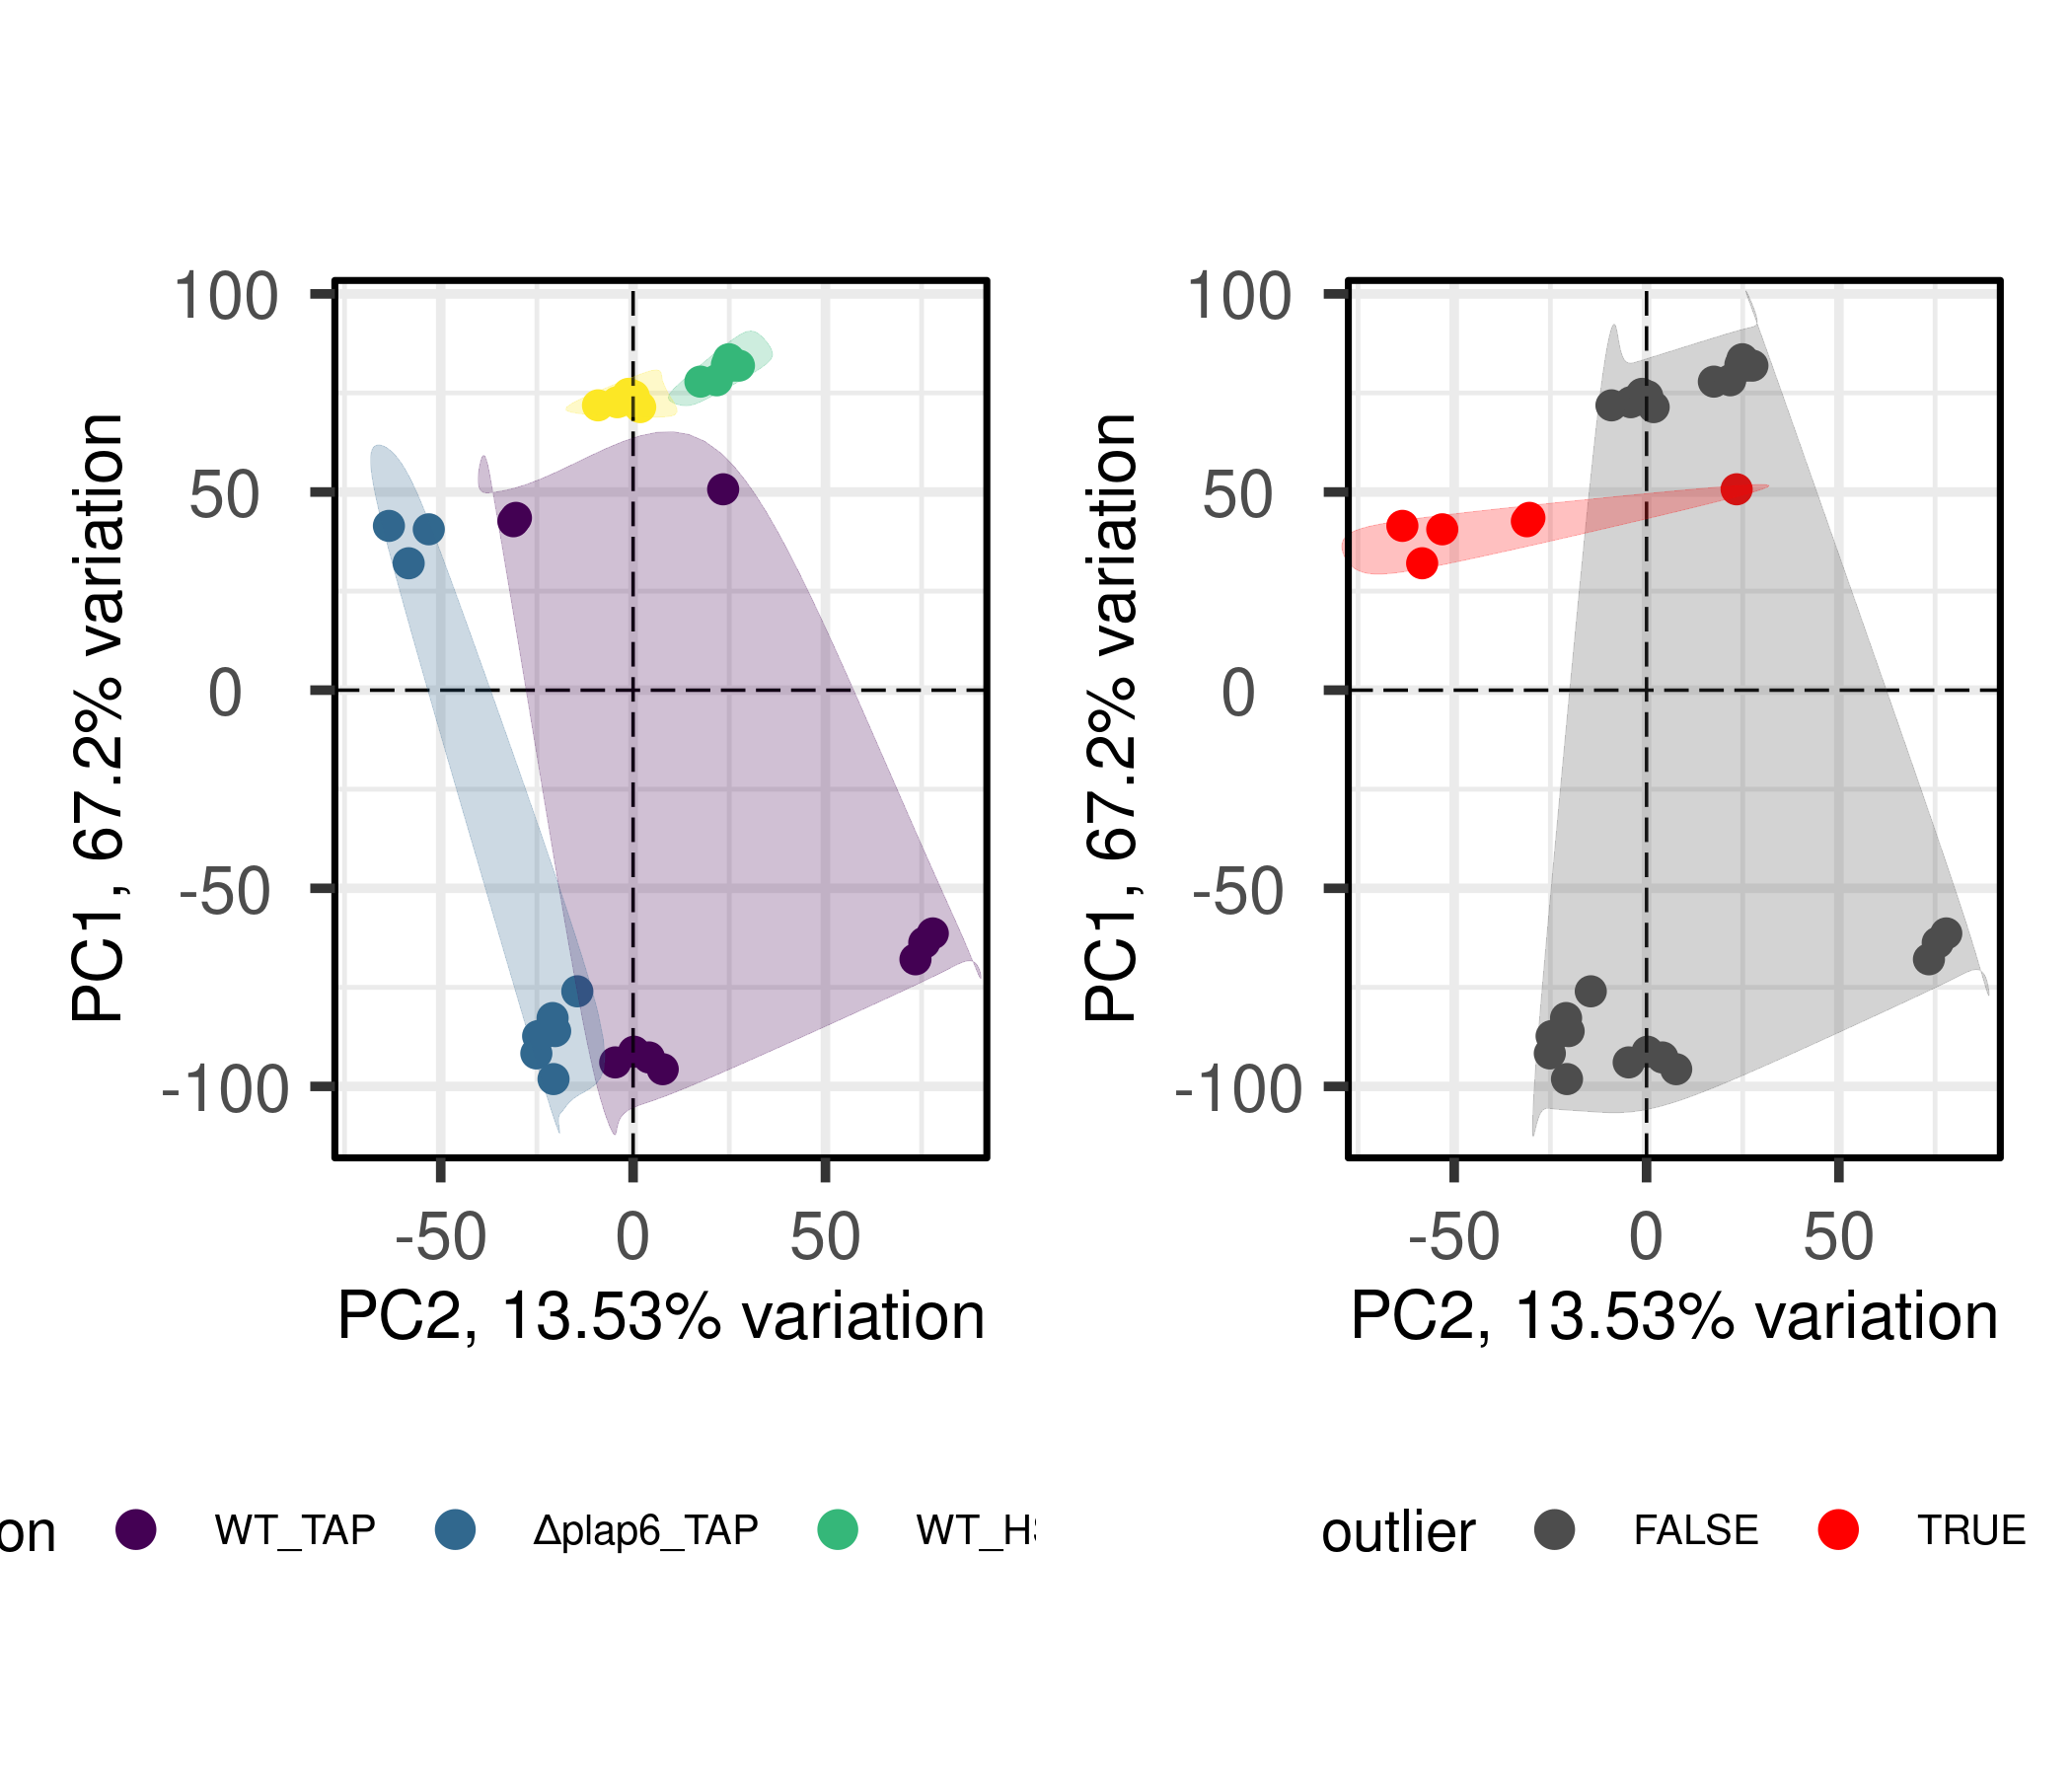 100
50
0
-50
-100
PC1, 67.2% variation
-50 0 50
PC2, 13.53% variation
100
50
0
-50
-100
PC1, 67.2% variation
-50 0 50
PC2, 13.53% variation
on WT_TAP Δplap6_TAP WT_H
outlier FALSE TRUE